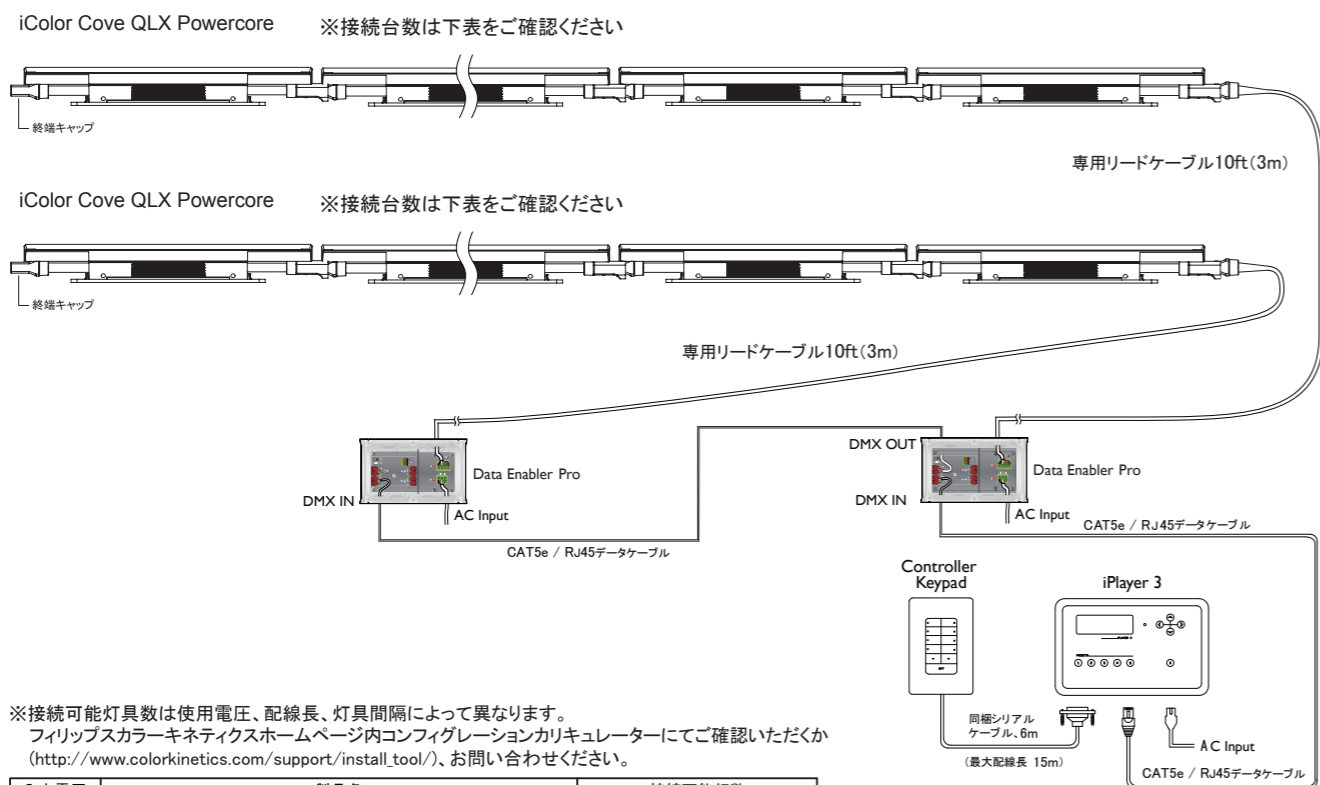 iColor Cove QLX Powercore ※接続台数は下表をご確認ください
終端キャップ
専用リードケーブル10ft(3m)
iColor Cove QLX Powercore ※接続台数は下表をご確認ください
終端キャップ
専用リードケーブル10ft(3m)
DMX OUT
Data Enabler Pro
Data Enabler Pro
DMX IN
DMX IN
AC Input
AC Input
CAT5e / RJ45データケーブル
CAT5e / RJ45データケーブル
Controller
Keypad
iPlayer 3
※接続可能灯具数は使用電圧、配線長、灯具間隔によって異なります。
フィリップスカラーキネティクスホームページ内コンフィグレーションカリキュレーターにてご確認いただくか
(http://www.colorkinetics.com/support/install_tool/)、お問い合わせください。
同梱シリアル
ケーブル、6m
(最大配線長 15m)
AC Input
CAT5e / RJ45データケーブル